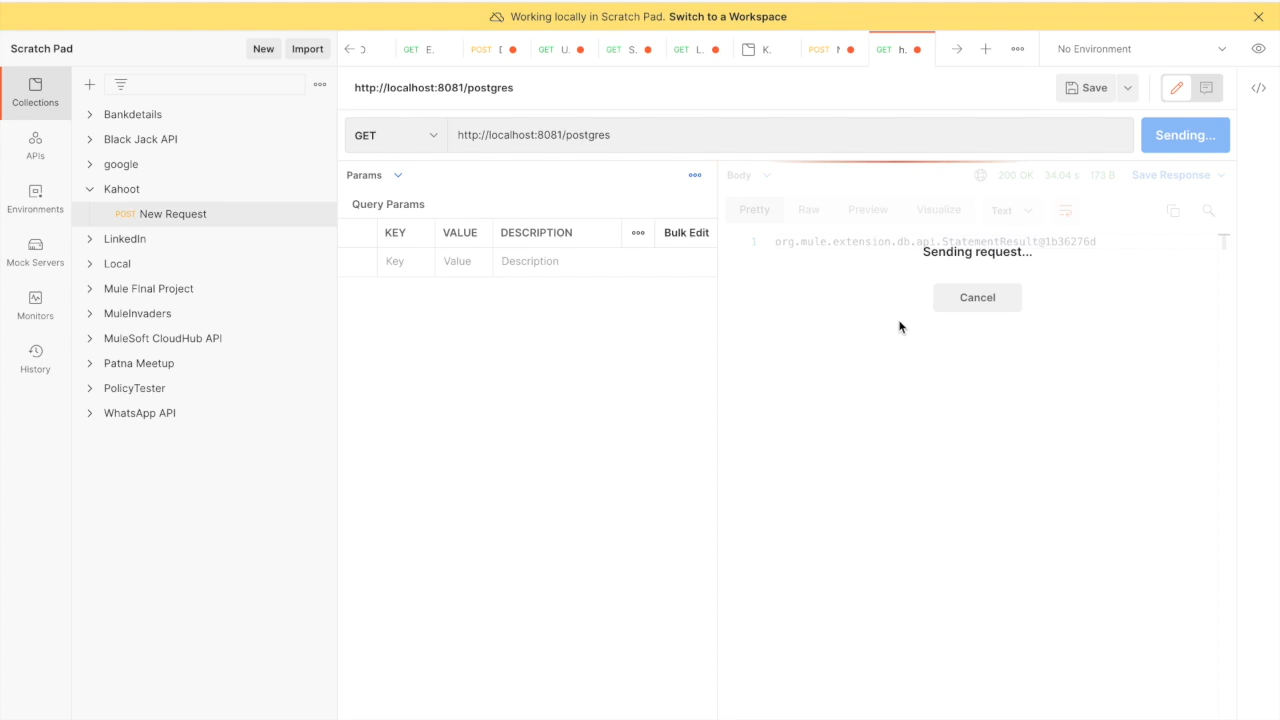 Working locally in Scratch Pad. Switch to a Workspace
Scratch Pad
New
Import
GET E.
POST
GET U.
GET S.
GET L.
K.
POST
GET h.
No Environment
Collections
APIs
Environments
Mock Servers
Monitors
History
Bankdetails
Black Jack API
google
Kahoot
POST New Request
LinkedIn
Local
Mule FInal Project
MuleInvaders
MuleSoft CloudHub API
Patna Meetup
PolicyTester
WhatsApp API
http://localhost:8081/postgres
Save
GET
http://localhost:8081/postgres
Sending...
Params
Query Params
KEY VALUE DESCRIPTION Bulk Edit
Key Value Description
Body 200 OK 34.04 s 173 B Save Response
Pretty Raw Preview Visualize Text
1 org.mule.extension.db.api.StatementResult@1b36276d
Sending request...
Cancel